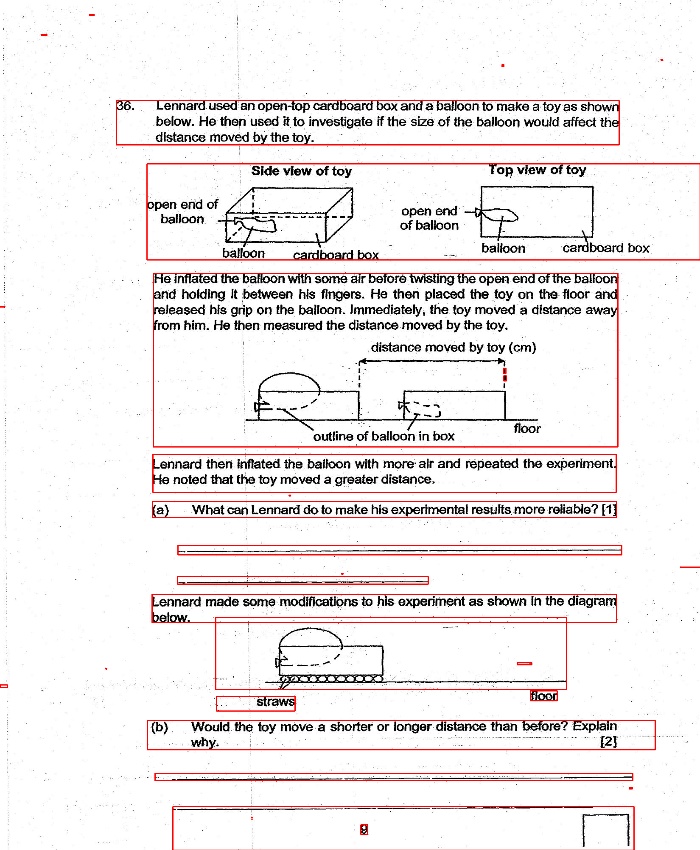 36. Lennard used an open-top cardboard box and a balloon to make a toy as shown
below. He then used it to investigate if the size of the balloon would affect the
distance moved by the toy.
Side view of toy
Top view of toy
open end of
balloon
balloon
cardboard box
open end
of balloon
balloon
cardboard box
He inflated the balloon with some air before twisting the open end of the balloon
and holding it between his fingers. He then placed the toy on the floor and
released his grip on the balloon. Immediately, the toy moved a distance away
from him. He then measured the distance moved by the toy.
distance moved by toy (cm)
floor
outline of balloon in box
Lennard then inflated the balloon with more air and repeated the experiment.
He noted that the toy moved a greater distance.
(a) What can Lennard do to make his experimental results more reliable? [1]
Lennard made some modifications to his experiment as shown in the diagram
below.
straws
floor
(b) Would the toy move a shorter or longer distance than before? Explain
why. [2]
9